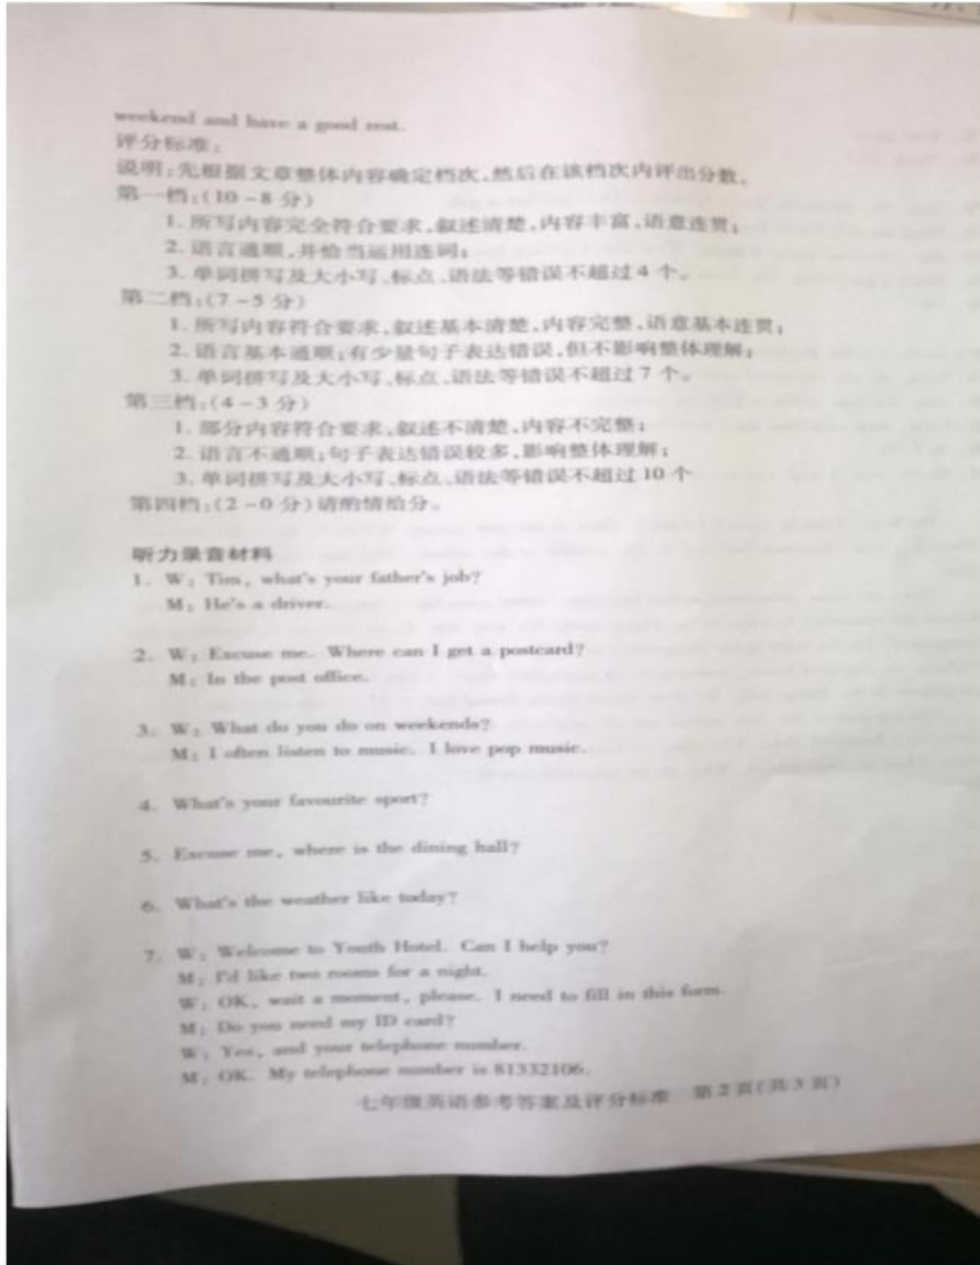 weekend and have a good rest.
评分标准:
说明:先根据文章整体内容确定档次,然后在该档次内评出分数。
第一档:(10-8分)
1. 所写内容完全符合要求,叙述清楚,内容丰富,语意连贯;
2. 语言通顺,并恰当运用连词;
3. 单词拼写及大小写、标点、语法等错误不超过4个。
第二档:(7-5分)
1. 所写内容符合要求,叙述基本清楚,内容完整,语意基本连贯;
2. 语言基本通顺;有少量句子表达错误,但不影响整体理解;
3. 单词拼写及大小写、标点、语法等错误不超过7个。
第三档:(4-3分)
1. 部分内容符合要求,叙述不清楚,内容不完整;
2. 语言不通顺;句子表达错误较多,影响整体理解;
3. 单词拼写及大小写、标点、语法等错误不超过10个
第四档:(2-0分)请酌情给分。
听力录音材料
1. W: Tim, what's your father's job?
M: He's a driver.
2. W: Excuse me. Where can I get a postcard?
M: In the post office.
3. W: What do you do on weekends?
M: I often listen to music. I love pop music.
4. What's your favourite sport?
5. Excuse me, where is the dining hall?
6. What's the weather like today?
7. W: Welcome to Youth Hotel. Can I help you?
M: I'd like two rooms for a night.
W: OK, wait a moment, please. I need to fill in this form.
M: Do you need my ID card?
W: Yes, and your telephone number.
M: OK. My telephone number is 81332106.
七年级英语参考答案及评分标准 第2页(共3页)